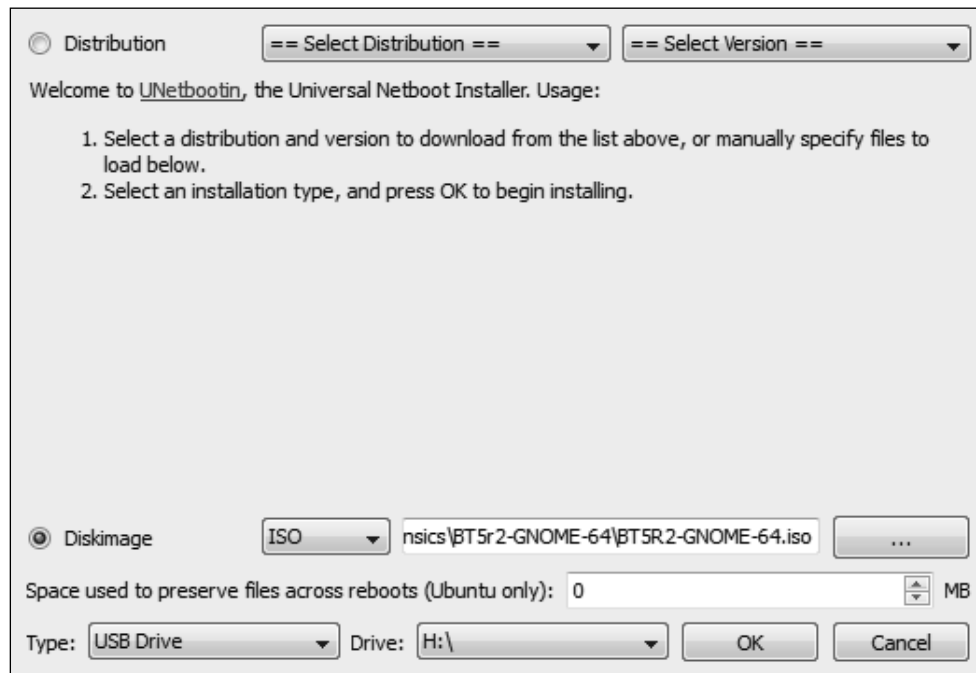 Distribution == Select Distribution == == Select Version ==
Welcome to UNetbootin, the Universal Netboot Installer. Usage:
1. Select a distribution and version to download from the list above, or manually specify files to
load below.
2. Select an installation type, and press OK to begin installing.
Diskimage ISO nsics\BT5r2-GNOME-64\BT5R2-GNOME-64.iso ...
Space used to preserve files across reboots (Ubuntu only): 0 MB
Type: USB Drive Drive: H:\ OK Cancel